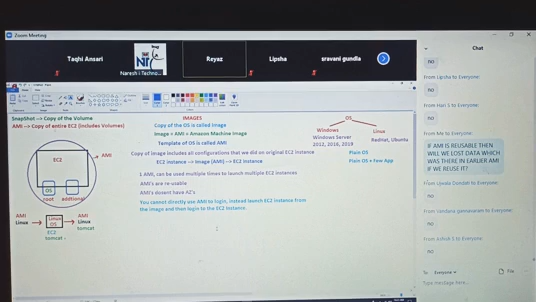 Zoom Meeting
Taqhi Ansari
Naresh i Techno...
Reyaz
Lipsha
sravani gundla
SnapShot --> Copy of the Volume
AMI --> Copy of entire EC2 (includes Volumes)
EC2
AMI
OS
root
additional
AMI
Linux
Linux
OS
AMI
Linux
tomcat
EC2
tomcat -
IMAGES
Copy of the OS is called Image
Image = AMI = Amazon Machine Image
Template of OS is called AMI
Copy of image includes all configurations that we did on original EC2 instance
EC2 instance --> Image (AMI) --> EC2 Instance
1 AMI, can be used multiple times to launch multiple EC2 instances
AMI's are re-usable
AMI's dosent have AZ's
You cannot directly use AMI to login, instead launch EC2 instance from
the image and then login to the EC2 Instance.
OS
Windows
Linux
Windows Server
2012, 2016, 2019
Redhat, Ubuntu
Plain OS
Plain OS + Few App
Chat
no
From Lipsha to Everyone:
no
From Hari S to Everyone:
no
From Me to Everyone:
IF AMI IS REUSABLE THEN
WILL WE LOST DATA WHICH
WAS THERE IN EARLIER AMI
IF WE REUSE IT?
to Everyone:
no
to Everyone:
no
From Ashish S to Everyone:
no
To:
Everyone
File
Type message here...